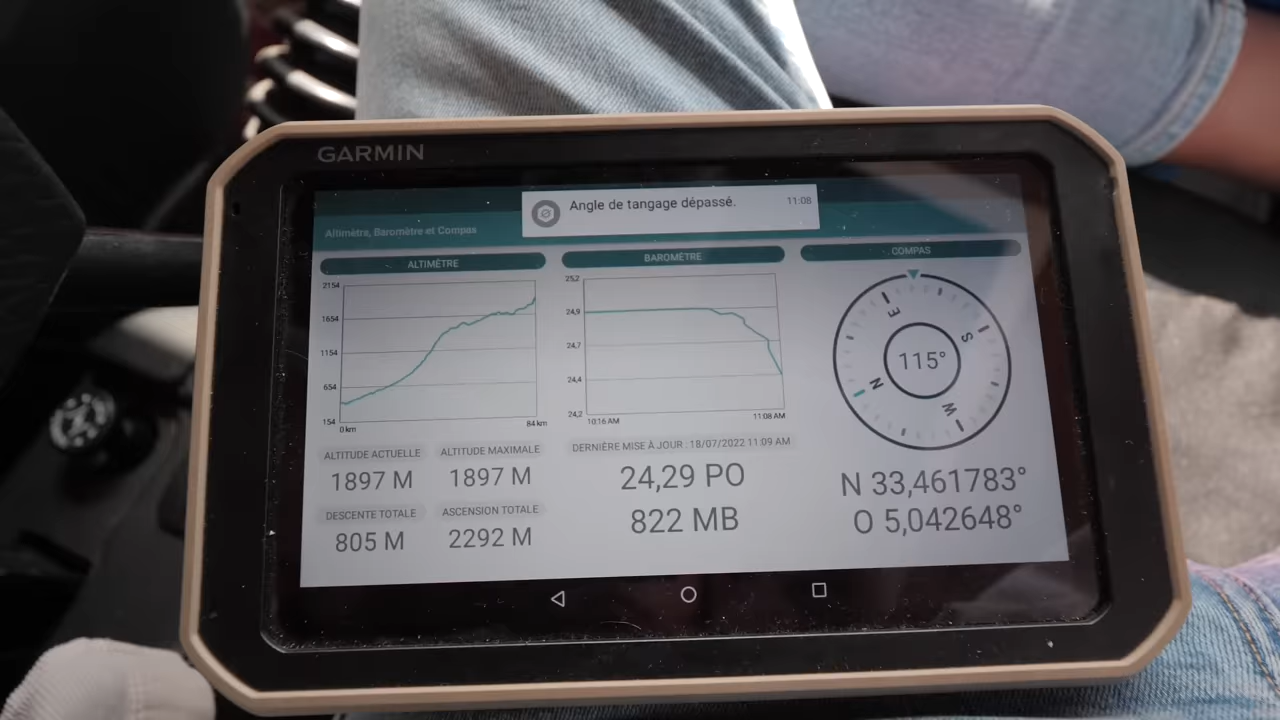 GARMIN
Angle de tangage dépassé.
11:08
Altimètre, Baromètre et Compas
ALTIMÈTRE
2154
1654
1154
654
154
0 km
84 km
ALTITUDE ACTUELLE
ALTITUDE MAXIMALE
1897 M
1897 M
DESCENTE TOTALE
ASCENSION TOTALE
805 M
2292 M
BAROMÈTRE
25,2
24,9
24,7
24,4
24,2
10:16 AM
11:08 AM
DERNIÈRE MISE À JOUR : 18/07/2022 11:09 AM
24,29 PO
822 MB
COMPAS
E
S
115°
N
W
N 33,461783°
O 5,042648°